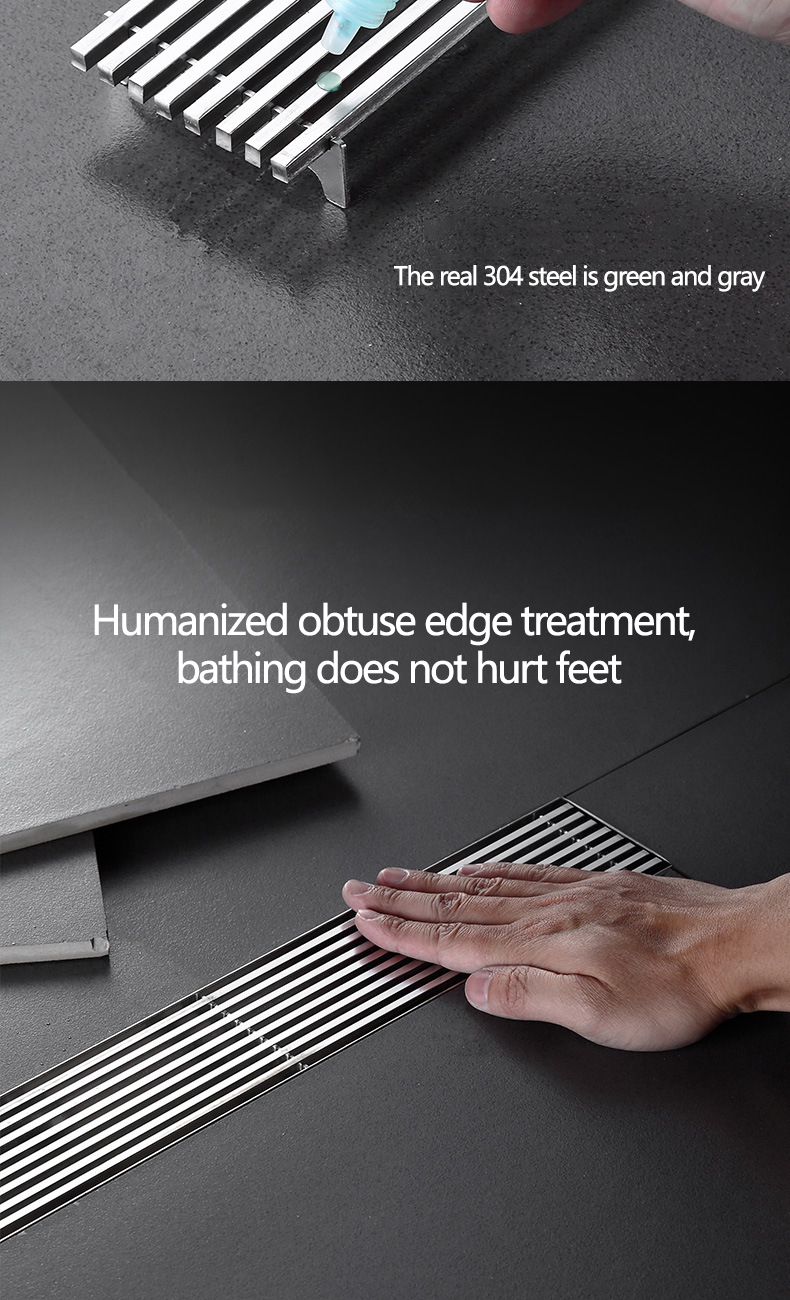 The real 304 steel is green and gray
Humanized obtuse edge treatment,
bathing does not hurt feet